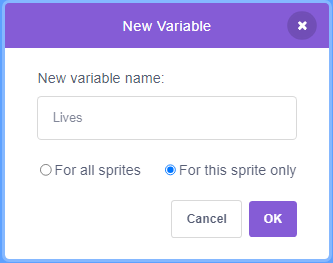 New Variable
New variable name:
Lives
For all sprites
For this sprite only
Cancel
OK